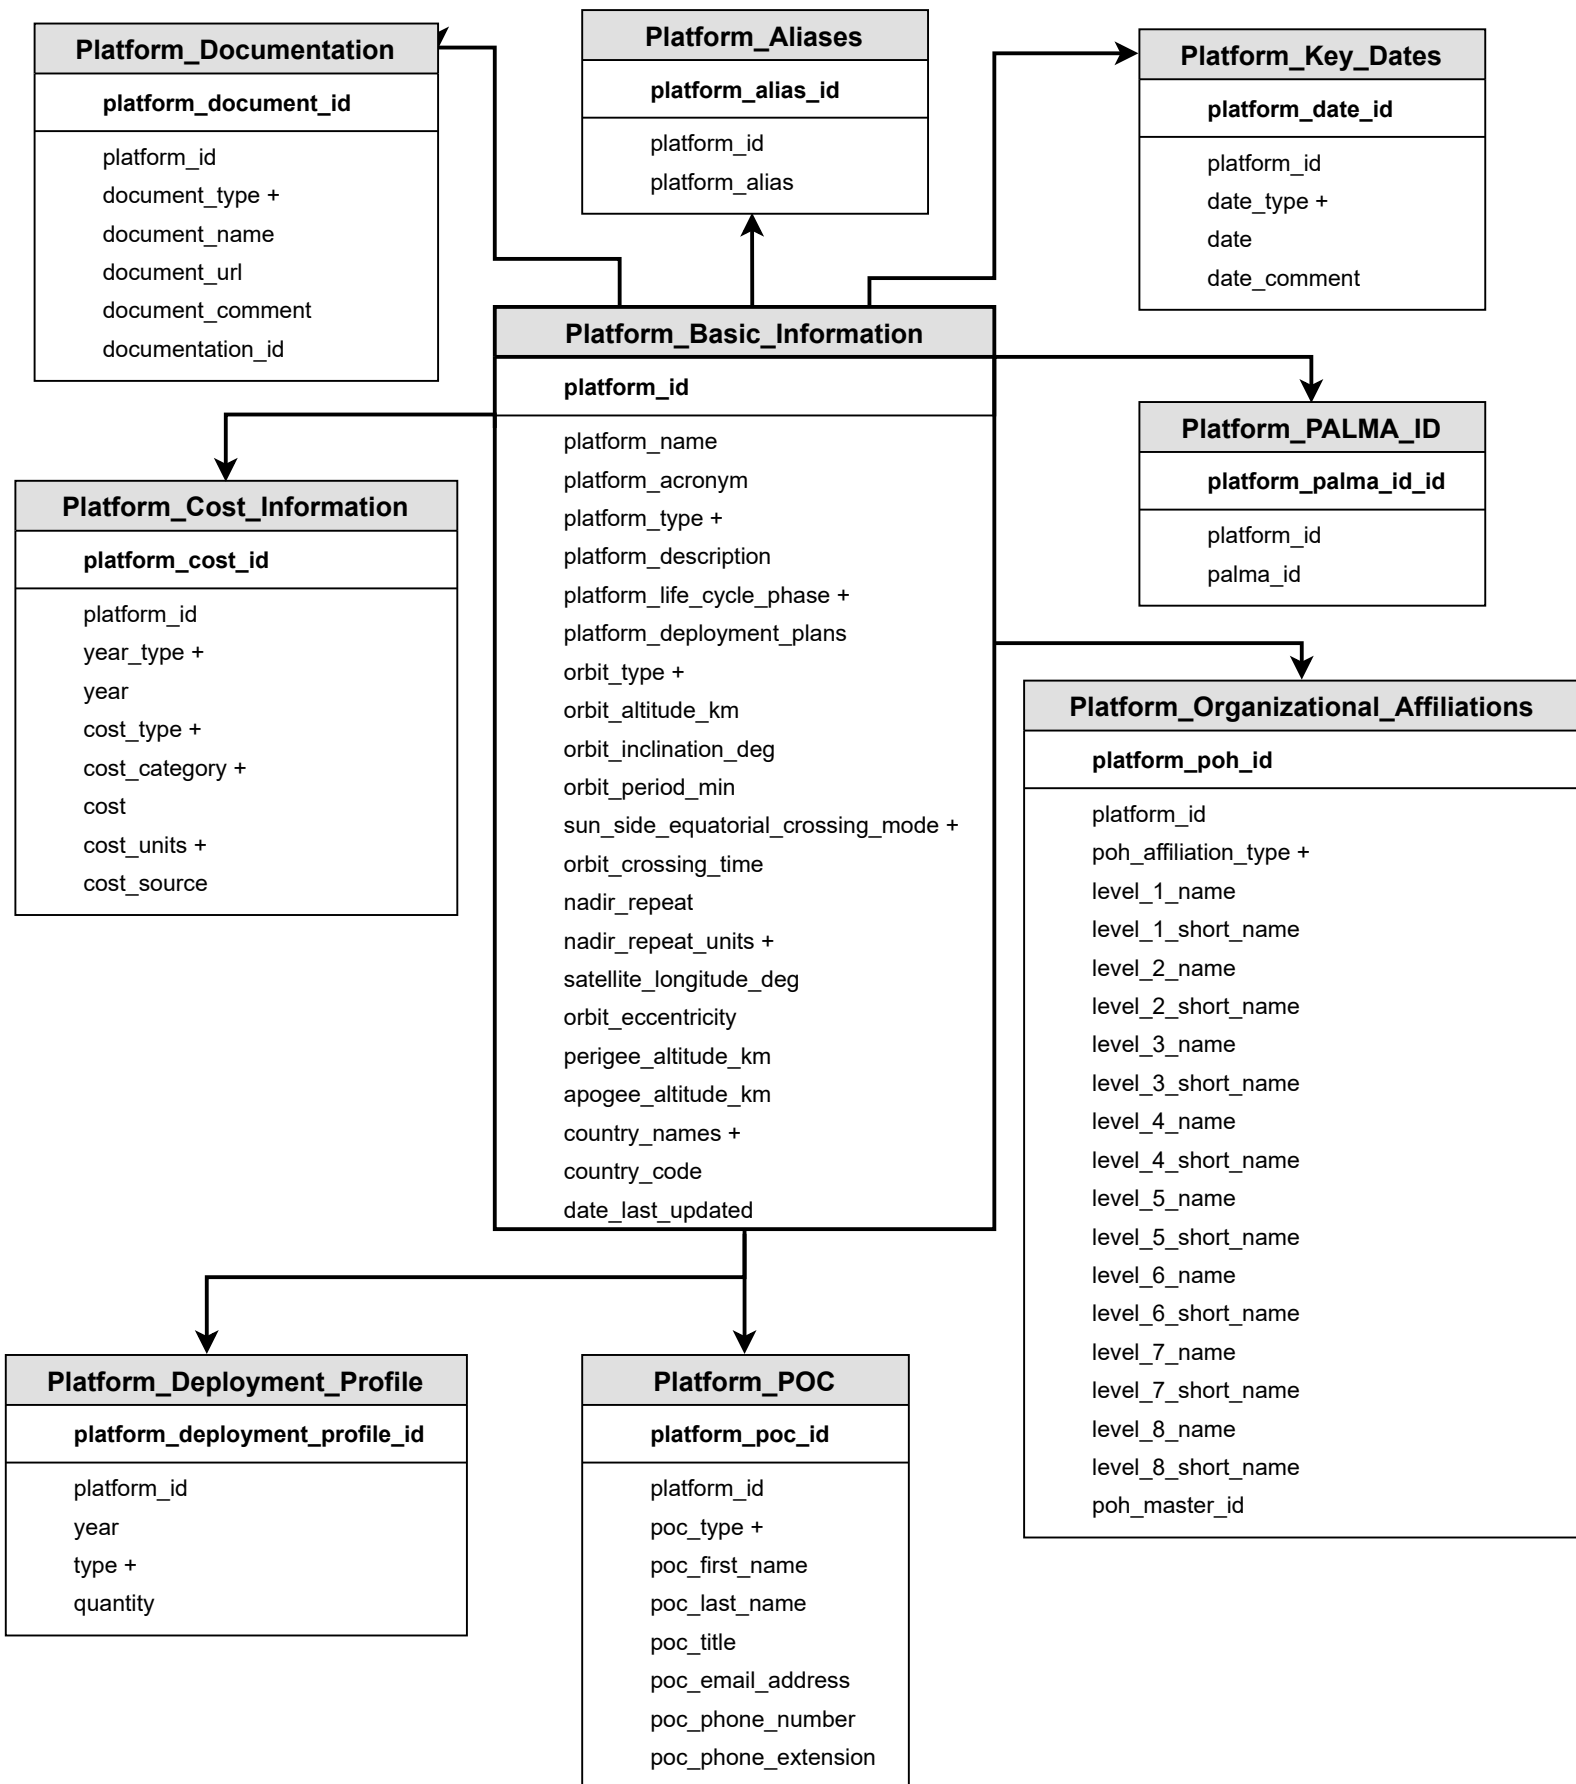 Platform_Documentation
platform_document_id
platform_id
document_type +
document_name
document_url
document_comment
documentation_id
Platform_Aliases
platform_alias_id
platform_id
platform_alias
Platform_Key_Dates
platform_date_id
platform_id
date_type +
date
date_comment
Platform_Basic_Information
platform_id
platform_name
platform_acronym
platform_type +
platform_description
platform_life_cycle_phase +
platform_deployment_plans
orbit_type +
orbit_altitude_km
orbit_inclination_deg
orbit_period_min
sun_side_equatorial_crossing_mode +
orbit_crossing_time
nadir_repeat
nadir_repeat_units +
satellite_longitude_deg
orbit_eccentricity
perigee_altitude_km
apogee_altitude_km
country_names +
country_code
date_last_updated
Platform_PALMA_ID
platform_palma_id_id
platform_id
palma_id
Platform_Cost_Information
platform_cost_id
platform_id
year_type +
year
cost_type +
cost_category +
cost
cost_units +
cost_source
Platform_Organizational_Affiliations
platform_poh_id
platform_id
poh_affiliation_type +
level_1_name
level_1_short_name
level_2_name
level_2_short_name
level_3_name
level_3_short_name
level_4_name
level_4_short_name
level_5_name
level_5_short_name
level_6_name
level_6_short_name
level_7_name
level_7_short_name
level_8_name
level_8_short_name
poh_master_id
Platform_Deployment_Profile
platform_deployment_profile_id
platform_id
year
type +
quantity
Platform_POC
platform_poc_id
platform_id
poc_type +
poc_first_name
poc_last_name
poc_title
poc_email_address
poc_phone_number
poc_phone_extension